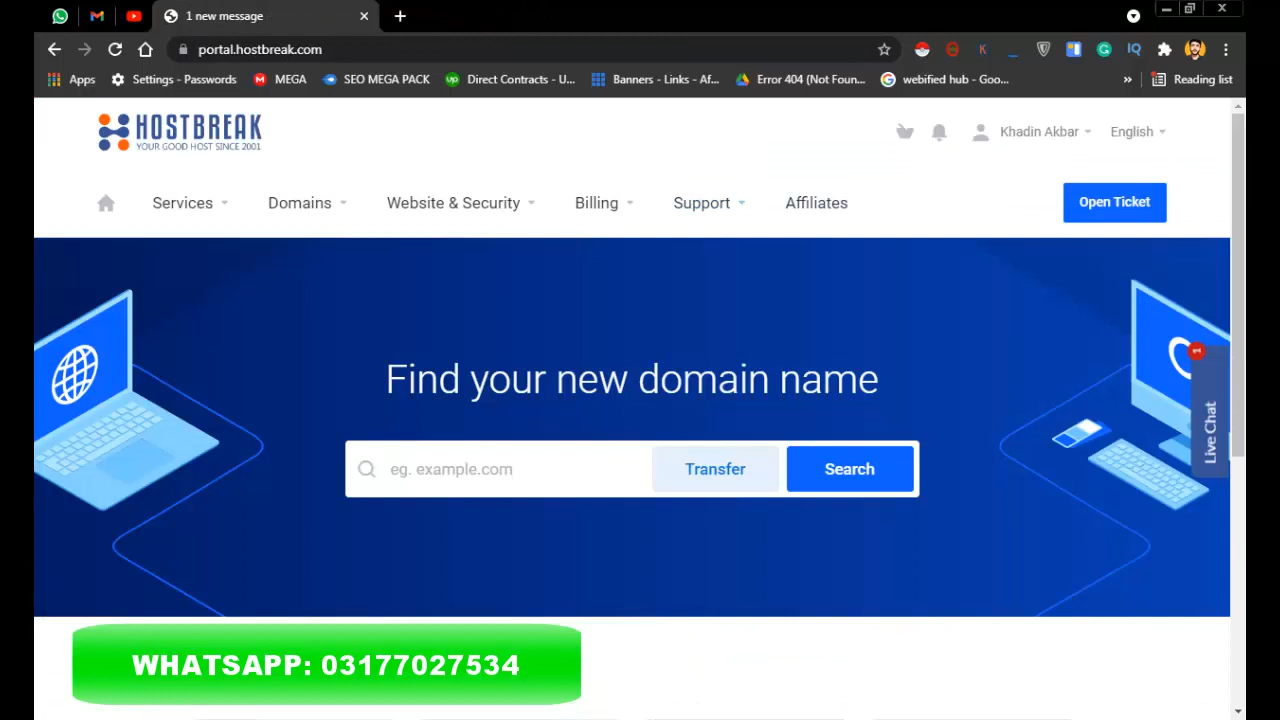 1 new message
portal.hostbreak.com
Apps
Settings - Passwords
MEGA
SEO MEGA PACK
Direct Contracts - U...
Banners - Links - Af...
Error 404 (Not Foun...
webified hub - Goo...
»
Reading list
HOSTBREAK
YOUR GOOD HOST SINCE 2001
Khadin Akbar
English
Services
Domains
Website & Security
Billing
Support
Affiliates
Open Ticket
Find your new domain name
eg. example.com
Transfer
Search
1
Live Chat
WHATSAPP: 03177027534